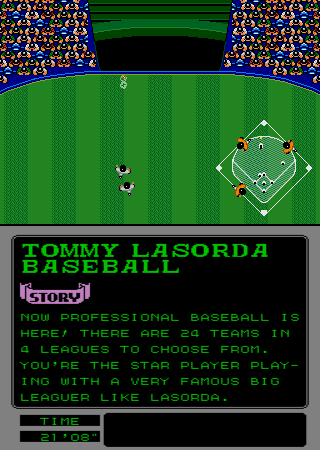 TOMMY LASORDA
BASEBALL
STORY
NOW PROFESSIONAL BASEBALL IS
HERE! THERE ARE 24 TEAMS IN
4 LEAGUES TO CHOOSE FROM.
YOU'RE THE STAR PLAYER PLAY-
ING WITH A VERY FAMOUS BIG
LEAGUER LIKE LASORDA.
TIME
21'08"